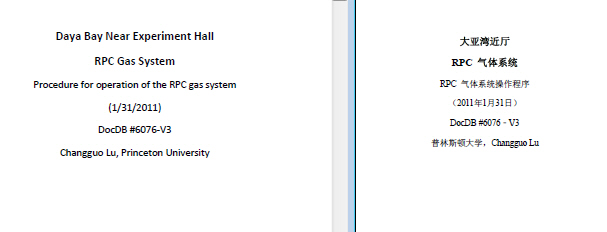 Daya Bay Near Experiment Hall
RPC Gas System
Procedure for operation of the RPC gas system
(1/31/2011)
DocDB #6076-V3
Changguo Lu, Princeton University
大亚湾近厅
RPC 气体系统
RPC 气体系统操作程序
（2011年1月31日）
DocDB #6076 - V3
普林斯顿大学，Changguo Lu